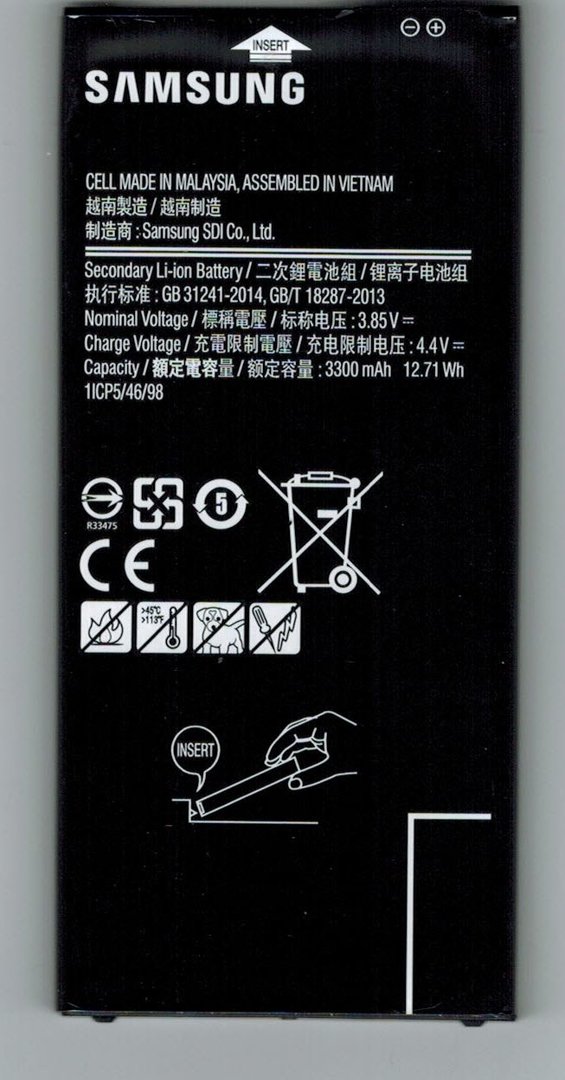 INSERT
SAMSUNG
CELL MADE IN MALAYSIA, ASSEMBLED IN VIETNAM
越南製造 / 越南制造
制造商 : Samsung SDI Co., Ltd.
Secondary Li-ion Battery / 二次鋰電池組 / 锂离子电池组
执行标准 : GB 31241-2014, GB/T 18287-2013
Nominal Voltage / 標稱電壓 / 标称电压 : 3.85V⎓
Charge Voltage / 充電限制電壓 / 充电限制电压 : 4.4V⎓
Capacity / 額定電容量 / 额定容量 : 3300 mAh 12.71 Wh
1ICP5/46/98
5
R33475
CE
>45°C
>113°F
INSERT